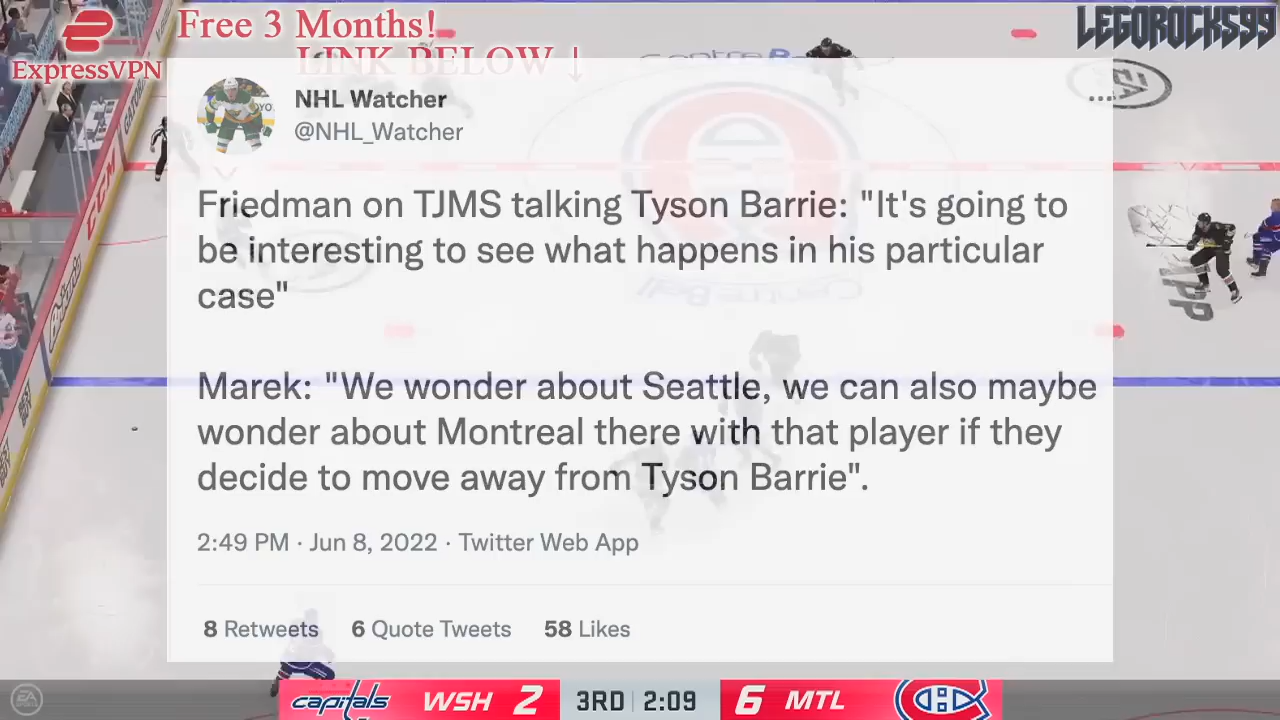 Free 3 Months!
LINK BELOW ↓
ExpressVPN
LEGOROCKS99
EA
NHL Watcher
@NHL_Watcher
...
Friedman on TJMS talking Tyson Barrie: "It's going to
be interesting to see what happens in his particular
case"
Marek: "We wonder about Seattle, we can also maybe
wonder about Montreal there with that player if they
decide to move away from Tyson Barrie".
2:49 PM · Jun 8, 2022 · Twitter Web App
8 Retweets 6 Quote Tweets 58 Likes
capitals WSH 2 3RD 2:09 6 MTL